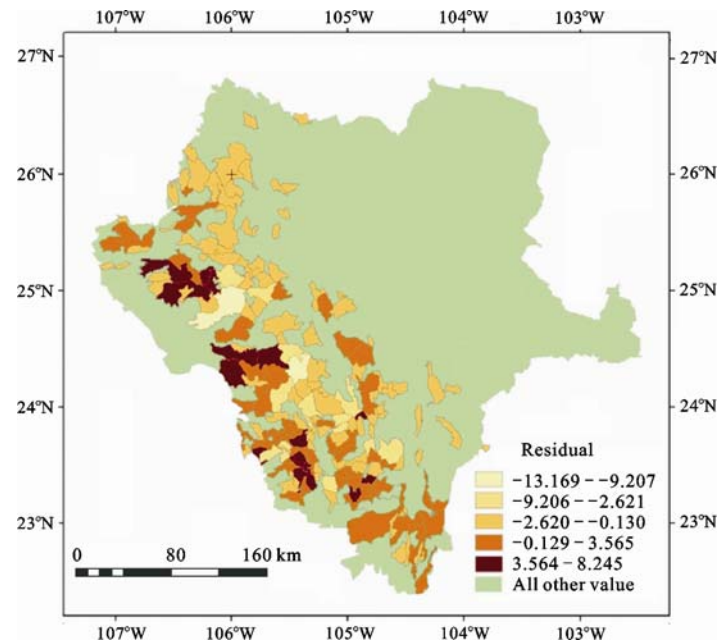 107°W 106°W 105°W 104°W 103°W
27°N 27°N
26°N 26°N
25°N 25°N
24°N 24°N
23°N 23°N
Residual
-13.169 – -9.207
-9.206 – -2.621
-2.620 – -0.130
-0.129 – 3.565
3.564 – 8.245
All other value
0 80 160 km
107°W 106°W 105°W 104°W 103°W